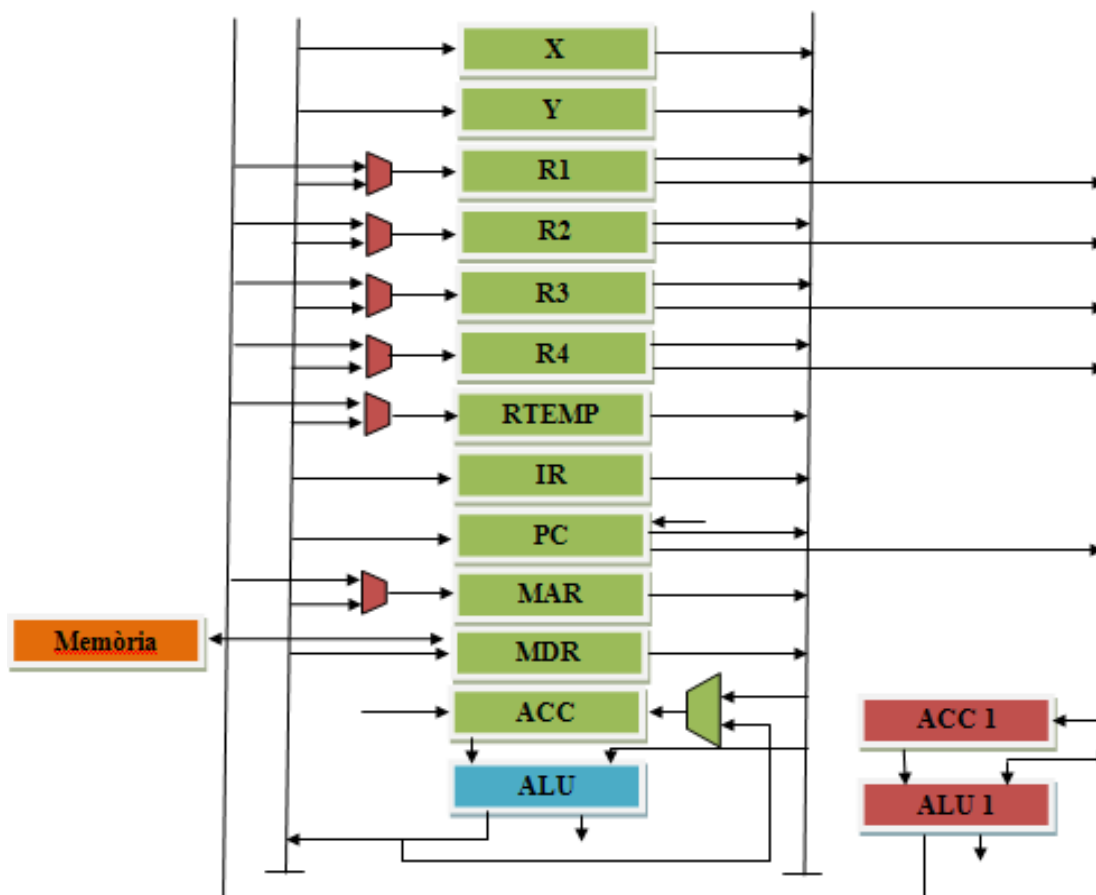 X
Y
R1
R2
R3
R4
RTEMP
IR
PC
MAR
Memòria
MDR
ACC
ACC 1
ALU
ALU 1